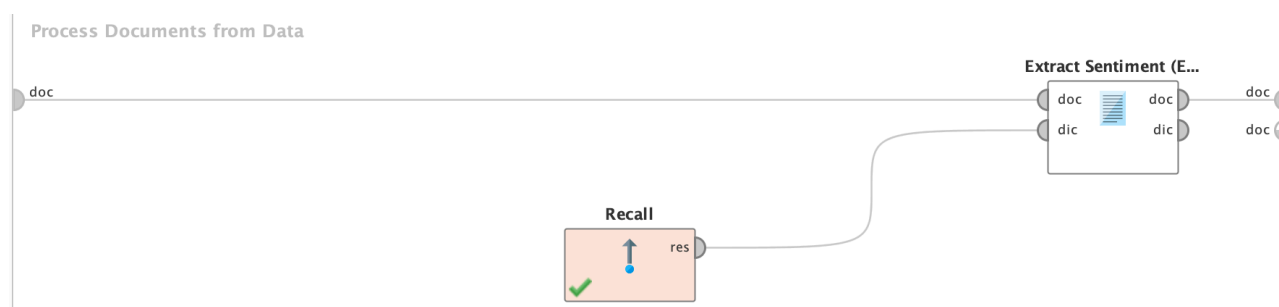 Process Documents from Data
Extract Sentiment (E...
doc
doc
doc
doc
dic
dic
doc
Recall
res